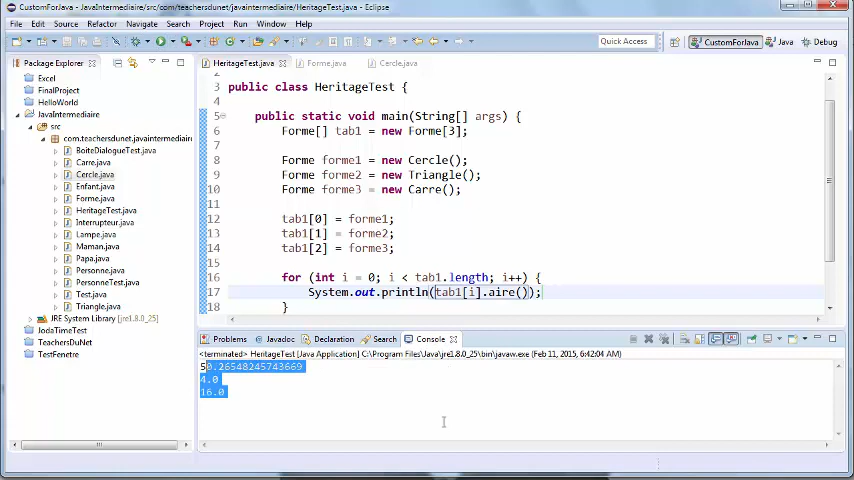 CustomForJava - JavaIntermediaire/src/com/teachersdunet/javaintermediaire/HeritageTest.java - Eclipse
File Edit Source Refactor Navigate Search Project Run Window Help
Quick Access CustomForJava Java Debug
Package Explorer
Excel
FinalProject
HelloWorld
JavaIntermediaire
src
com.teachersdunet.javaintermediaire
BoiteDialogueTest.java
Carre.java
Cercle.java
Enfant.java
Forme.java
HeritageTest.java
Interrupteur.java
Lampe.java
Maman.java
Papa.java
Personne.java
PersonneTest.java
Test.java
Triangle.java
JRE System Library [jre1.8.0_25]
JodaTimeTest
TeachersDuNet
TestFenetre
HeritageTest.java Forme.java Cercle.java
3 public class HeritageTest {
4
5 public static void main(String[] args) {
6 Forme[] tab1 = new Forme[3];
7
8 Forme forme1 = new Cercle();
9 Forme forme2 = new Triangle();
10 Forme forme3 = new Carre();
11
12 tab1[0] = forme1;
13 tab1[1] = forme2;
14 tab1[2] = forme3;
15
16 for (int i = 0; i < tab1.length; i++) {
17 System.out.println(tab1[i].aire());
18 }
Problems Javadoc Declaration Search Console
<terminated> HeritageTest [Java Application] C:\Program Files\Java\jre1.8.0_25\bin\javaw.exe (Feb 11, 2015, 6:42:04 AM)
50.26548245743669
4.0
16.0